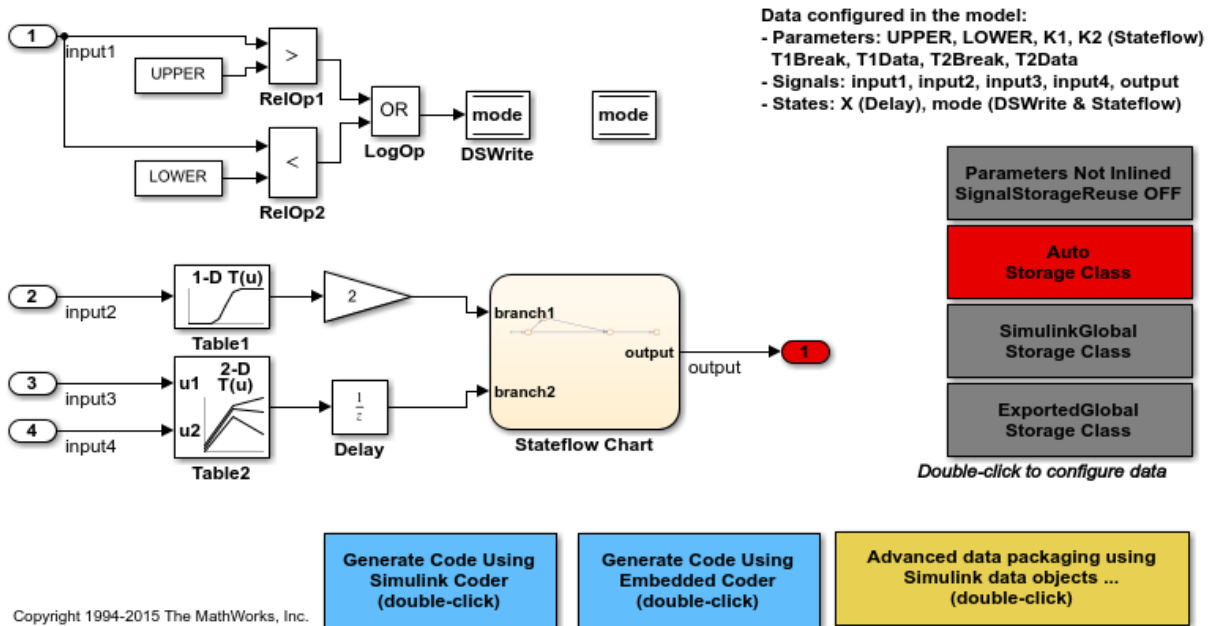 1
input1
UPPER
>
RelOp1
OR
LogOp
mode
DSWrite
mode
LOWER
<
RelOp2
Data configured in the model:
- Parameters: UPPER, LOWER, K1, K2 (Stateflow)
T1Break, T1Data, T2Break, T2Data
- Signals: input1, input2, input3, input4, output
- States: X (Delay), mode (DSWrite & Stateflow)
Parameters Not Inlined
SignalStorageReuse OFF
Auto
Storage Class
SimulinkGlobal
Storage Class
ExportedGlobal
Storage Class
Double-click to configure data
2
input2
1-D T(u)
Table1
2
3
input3
4
input4
u1
u2
2-D
T(u)
Table2
1
z
Delay
branch1
branch2
output
Stateflow Chart
output
1
Generate Code Using
Simulink Coder
(double-click)
Generate Code Using
Embedded Coder
(double-click)
Advanced data packaging using
Simulink data objects ...
(double-click)
Copyright 1994-2015 The MathWorks, Inc.